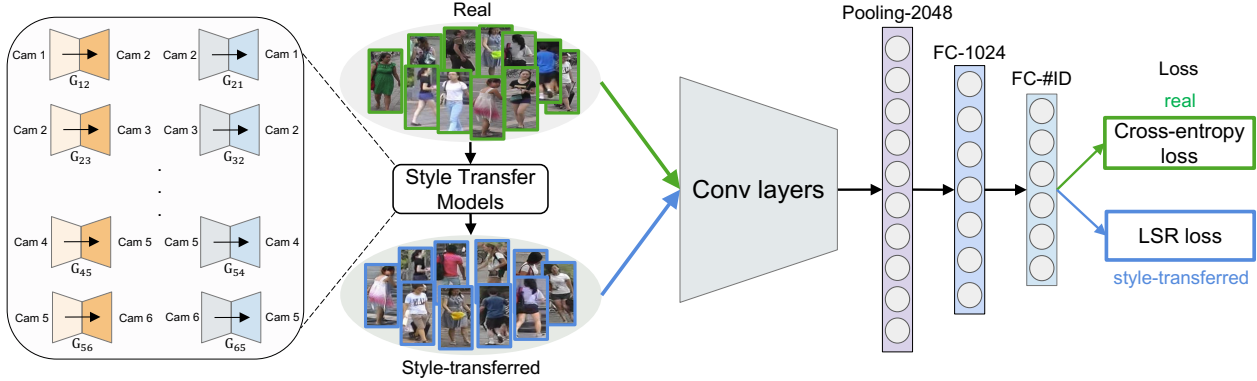 Cam 1 Cam 2 Cam 2 Cam 1
G12 G21
Cam 2 Cam 3 Cam 3 Cam 2
G23 G32
Cam 4 Cam 5 Cam 5 Cam 4
G45 G54
Cam 5 Cam 6 Cam 6 Cam 5
G56 G65
Real
Style Transfer
Models
Style-transferred
Conv layers
Pooling-2048
FC-1024
FC-#ID
Loss
real
Cross-entropy
loss
LSR loss
style-transferred